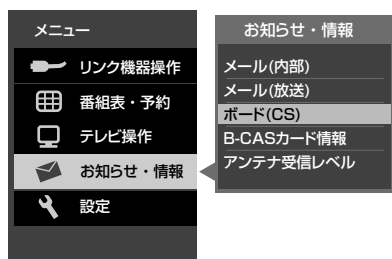 メニュー
リンク機器操作
番組表・予約
テレビ操作
お知らせ・情報
設定
お知らせ・情報
メール(内部)
メール(放送)
ボード(CS)
B-CASカード情報
アンテナ受信レベル